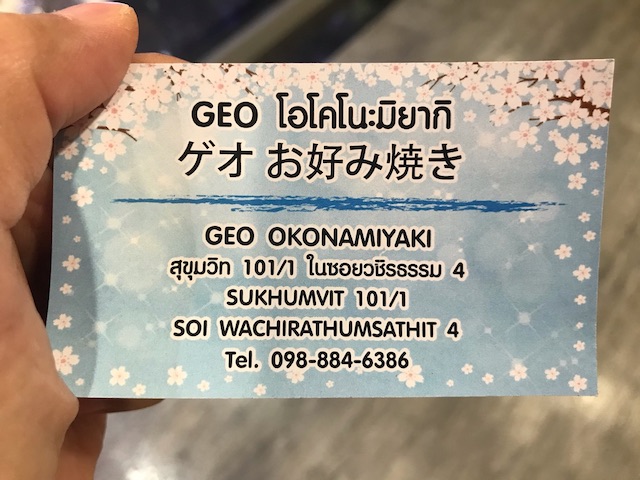 GEO โอโคโนะมิยากิ
ゲオ お好み焼き
GEO OKONAMIYAKI
สุขุมวิท 101/1 ในซอยวชิรธรรม 4
SUKHUMVIT 101/1
SOI WACHIRATHUMSATHIT 4
Tel. 098-884-6386